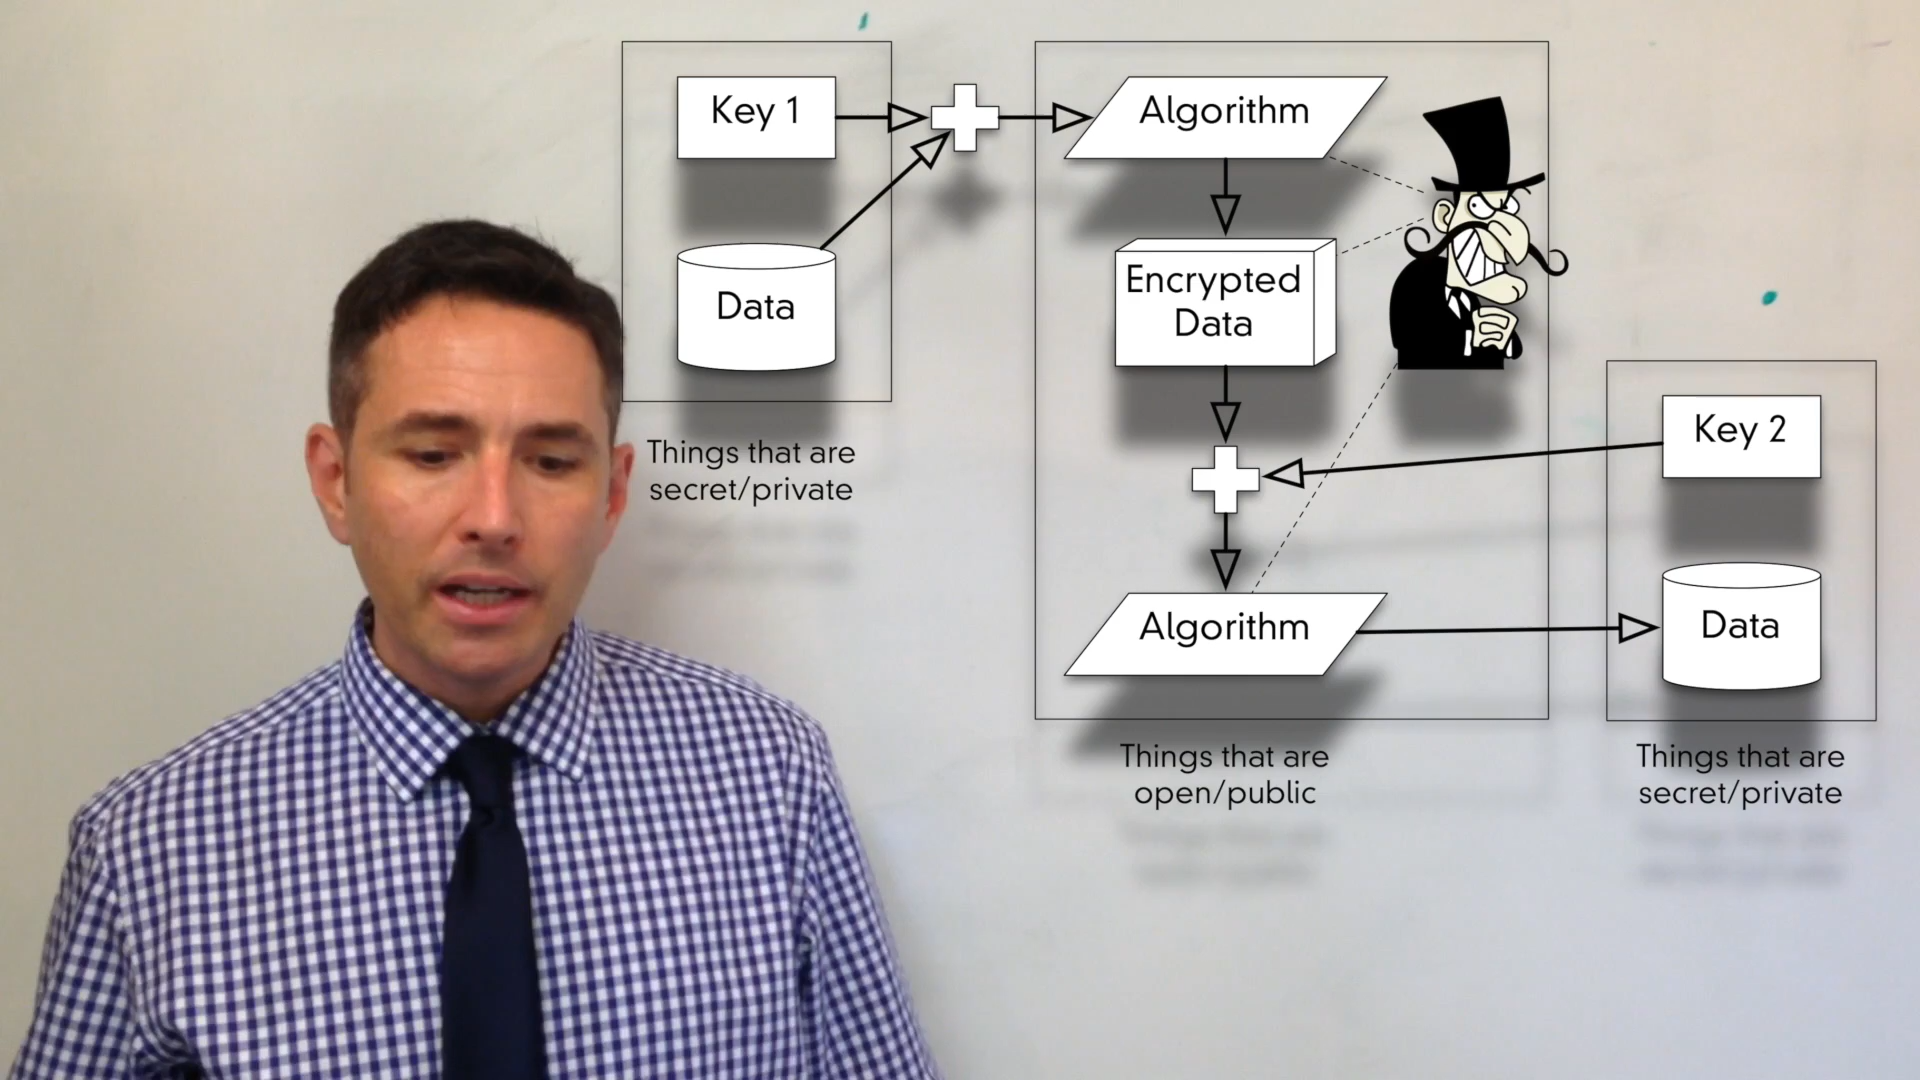 Key 1
Data
Things that are
secret/private
Algorithm
Encrypted
Data
Algorithm
Things that are
open/public
Key 2
Data
Things that are
secret/private